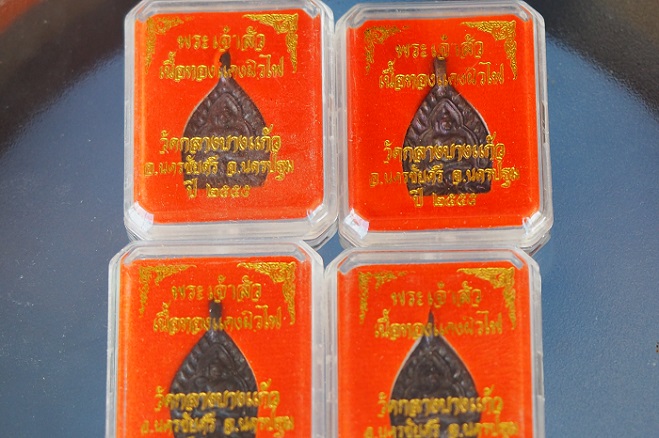 พระเจ้าสัว
เนื้อทองแดงผิวไฟ
วัดกลางบางแก้ว
อ.นครชัยศรี จ.นครปฐม
ปี ๒๕๕๕
พระเจ้าสัว
เนื้อทองแดงผิวไฟ
วัดกลางบางแก้ว
อ.นครชัยศรี จ.นครปฐม
ปี ๒๕๕๕
พระเจ้าสัว
เนื้อทองแดงผิวไฟ
วัดกลางบางแก้ว
อ.นครชัยศรี จ.นครปฐม
พระเจ้าสัว
เนื้อทองแดงผิวไฟ
วัดกลางบางแก้ว
อ.นครชัยศรี จ.นครปฐม